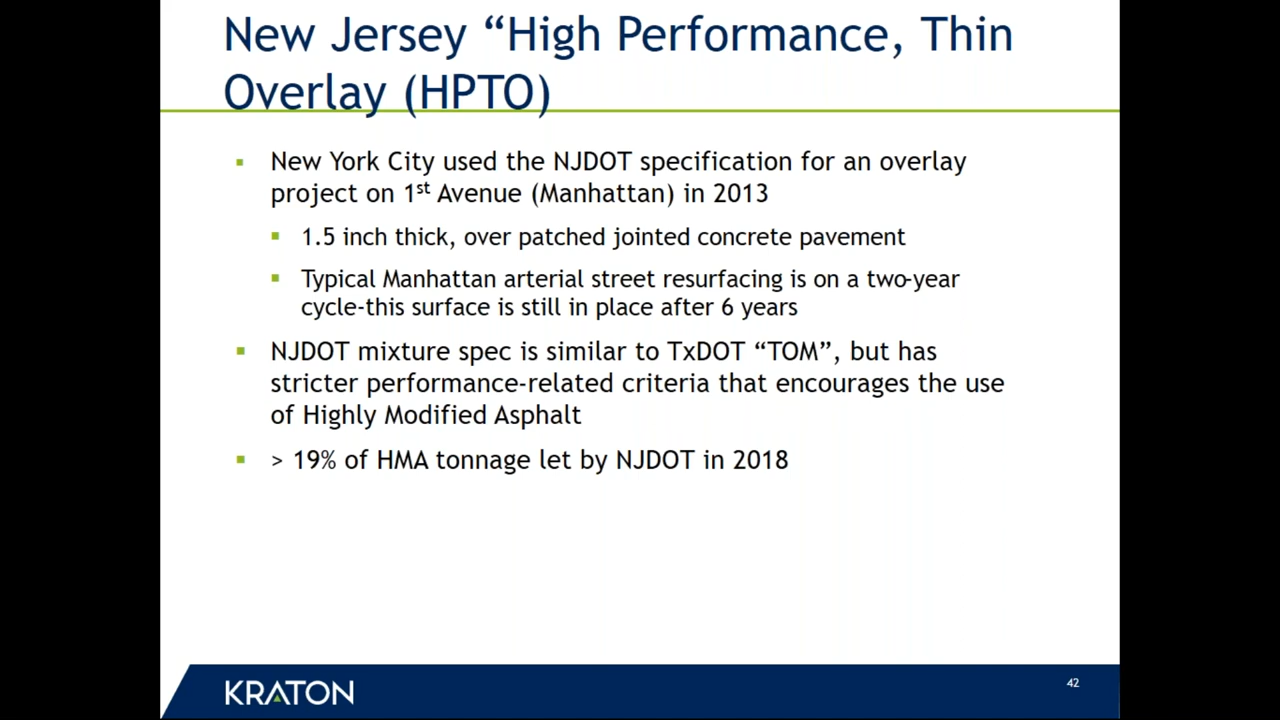 New Jersey “High Performance, Thin
Overlay (HPTO)
New York City used the NJDOT specification for an overlay
project on 1st Avenue (Manhattan) in 2013
1.5 inch thick, over patched jointed concrete pavement
Typical Manhattan arterial street resurfacing is on a two-year
cycle-this surface is still in place after 6 years
NJDOT mixture spec is similar to TxDOT “TOM”, but has
stricter performance-related criteria that encourages the use
of Highly Modified Asphalt
> 19% of HMA tonnage let by NJDOT in 2018
KRATON
42